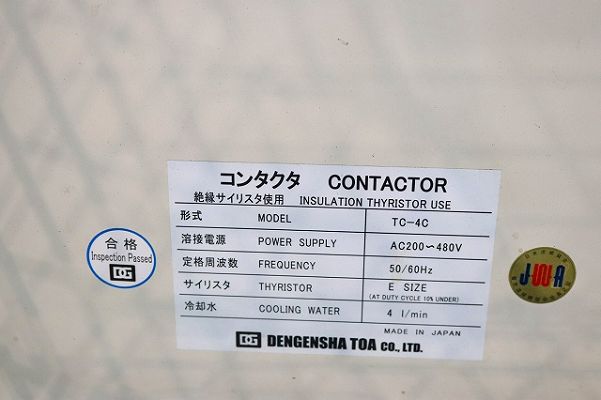 コンタクタ CONTACTOR
絶縁サイリスタ使用 INSULATION THYRISTOR USE
形式 MODEL TC-4C
溶接電源 POWER SUPPLY AC200～480V
定格周波数 FREQUENCY 50/60Hz
サイリスタ THYRISTOR E SIZE
(AT DUTY CYCLE 10% UNDER)
冷却水 COOLING WATER 4 l/min
MADE IN JAPAN
DG DENGENSHA TOA CO., LTD.
合格
Inspection Passed
DG
J-W-A